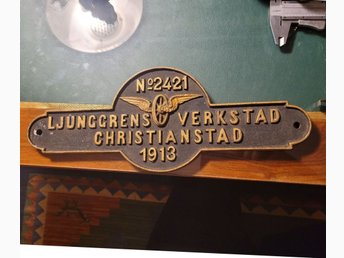 No2421
LJUNGGRENS VERKSTAD
CHRISTIANSTAD
1913